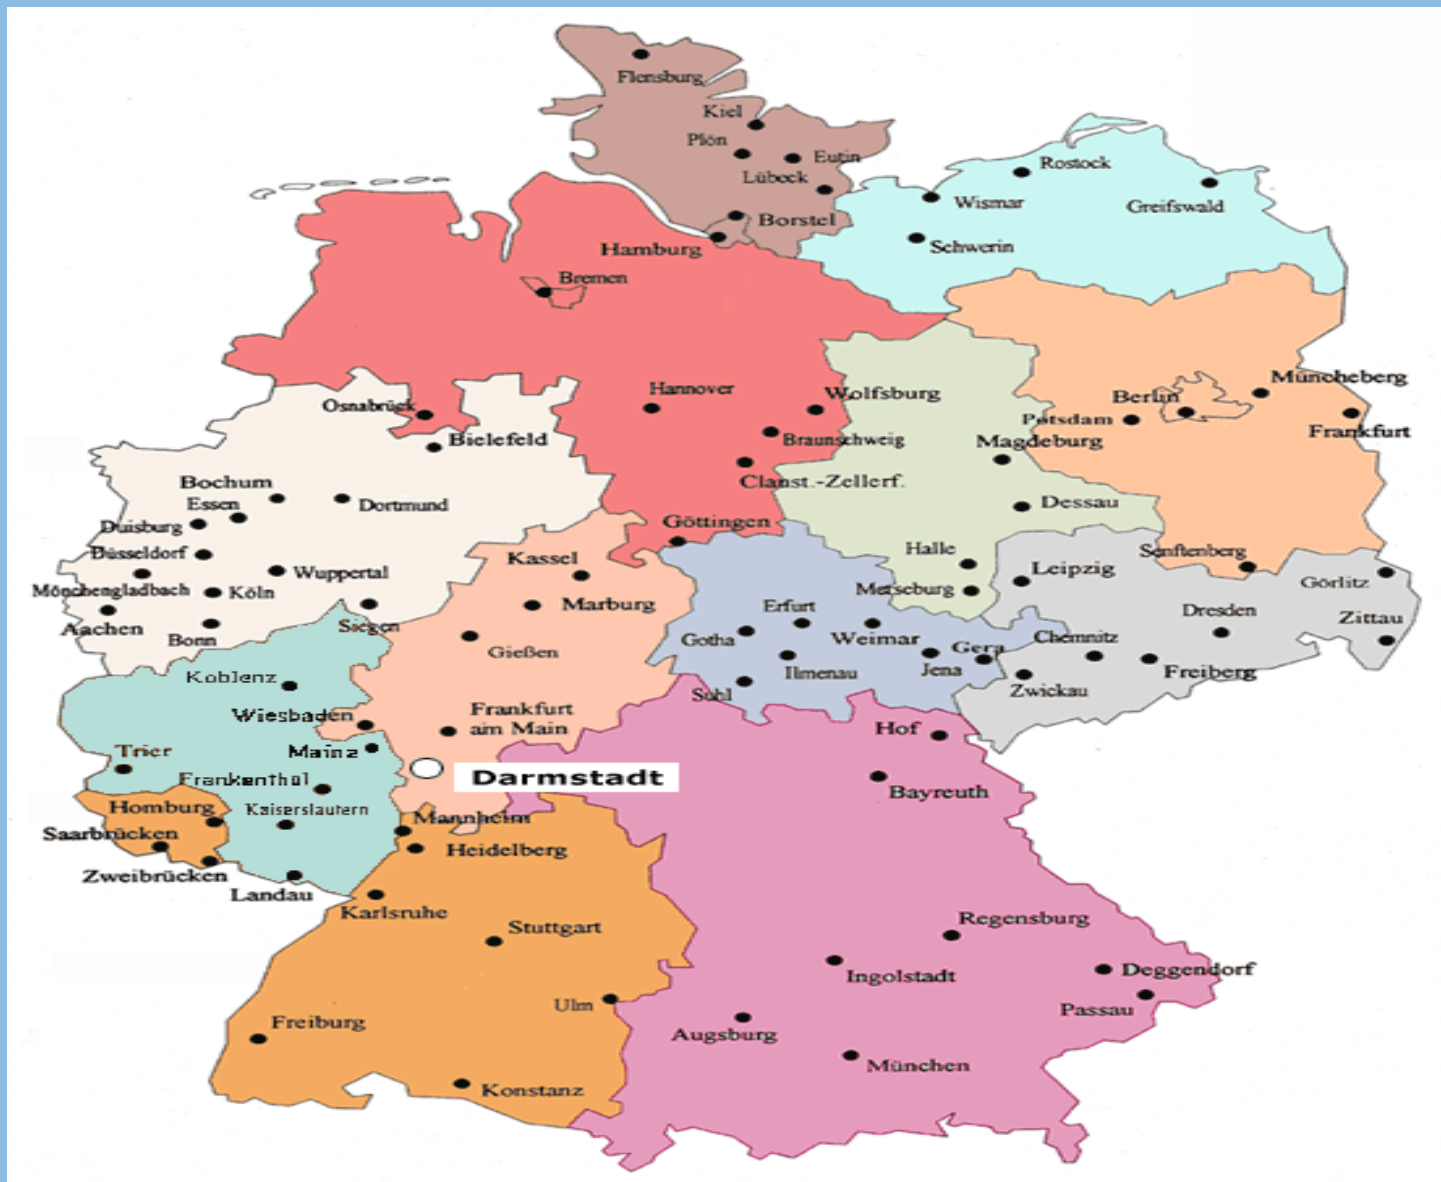 Flensburg
Kiel
Plön
Eutin
Lübeck
Rostock
Wismar
Greifswald
Borstel
Schwerin
Hamburg
Bremen
Müncheberg
Hannover
Wolfsburg
Berlin
Osnabrück
Potsdam
Frankfurt
Bielefeld
Braunschweig
Magdeburg
Bochum
Clanst.-Zellerf.
Essen
Dortmund
Dessau
Duisburg
Göttingen
Düsseldorf
Kassel
Halle
Senftenberg
Wuppertal
Leipzig
Görlitz
Mönchengladbach
Köln
Merseburg
Marburg
Erfurt
Dresden
Zittau
Aachen
Siegen
Bonn
Gotha
Weimar
Chemnitz
Gießen
Gera
Jena
Ilmenau
Freiberg
Koblenz
Zwickau
Suhl
Wiesbaden
Frankfurt
am Main
Hof
Trier
Mainz
Darmstadt
Frankenthul
Bayreuth
Homburg
Kaiserslautern
Mannheim
Saarbrücken
Heidelberg
Zweibrücken
Landau
Karlsruhe
Stuttgart
Regensburg
Ingolstadt
Deggendorf
Ulm
Passau
Freiburg
Augsburg
München
Konstanz